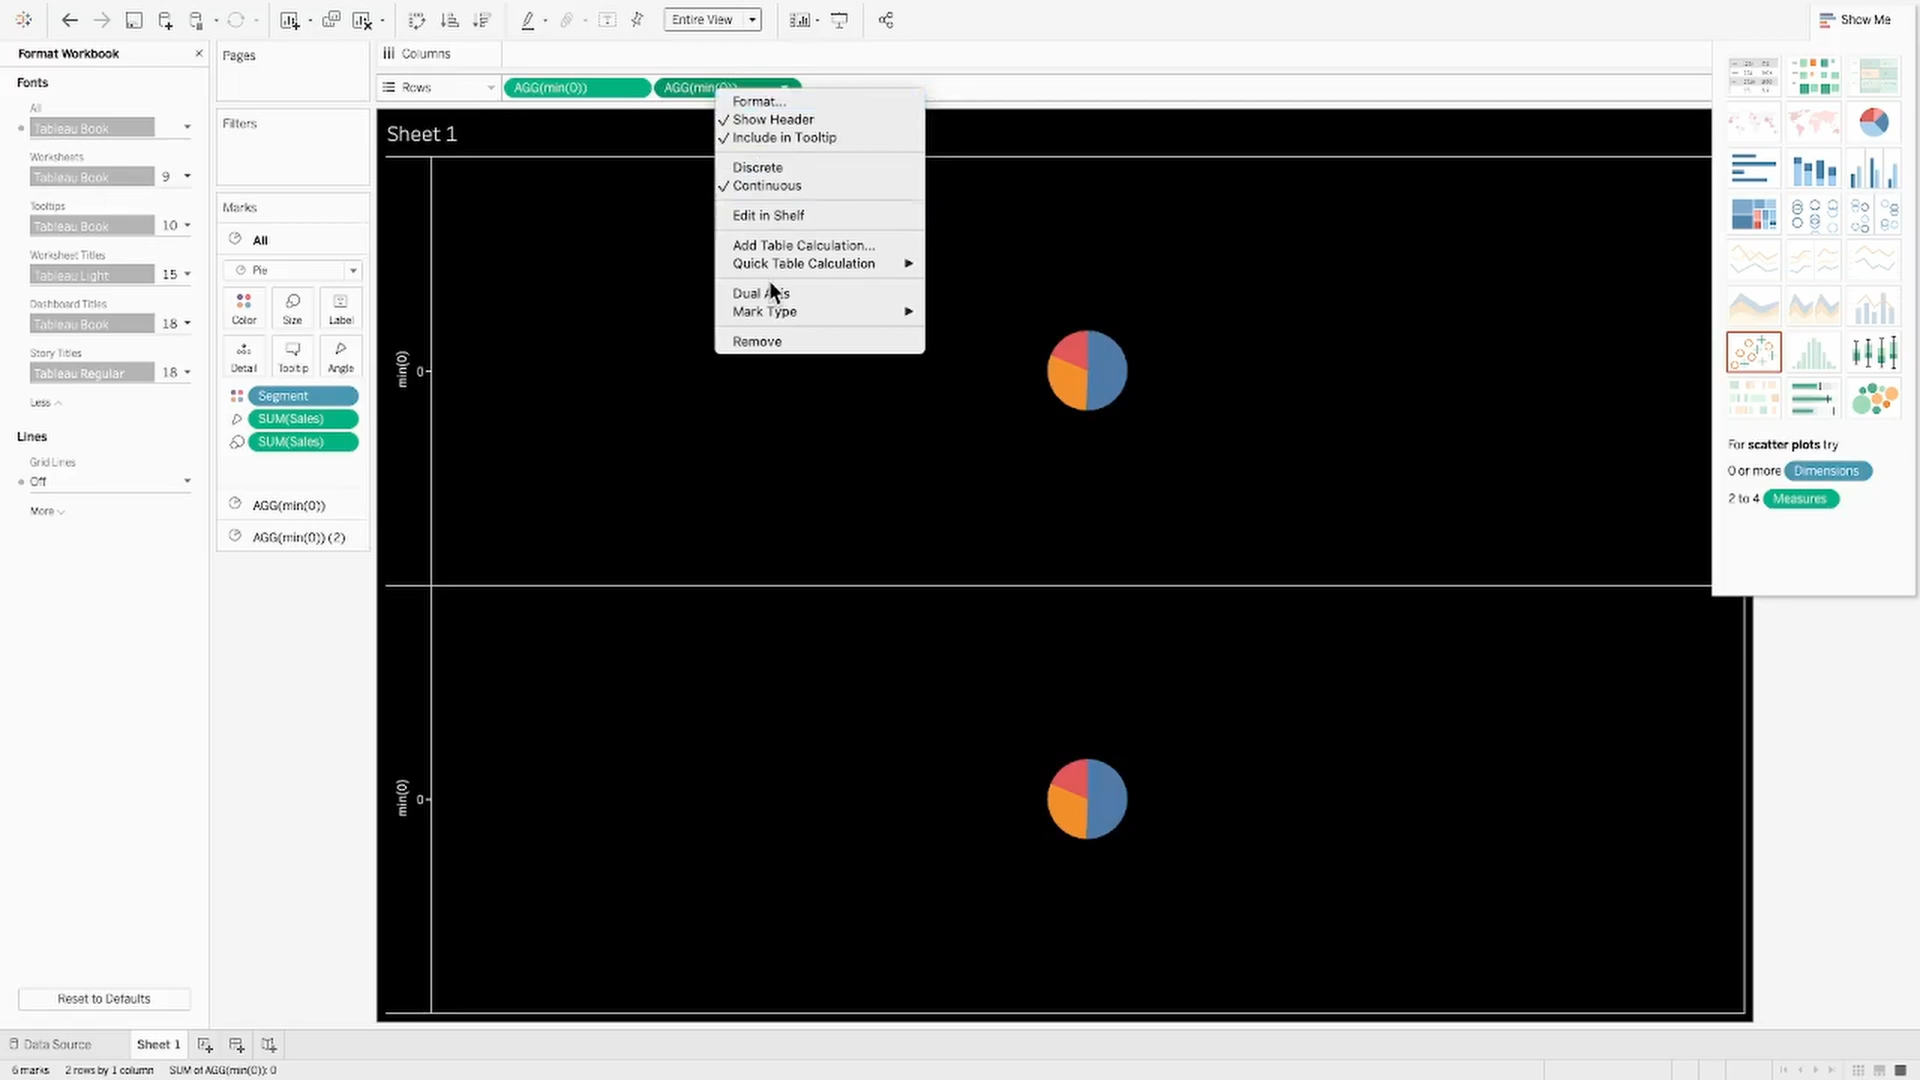 Entire View
Show Me
Format Workbook
Fonts
All
Tableau Book
Worksheets
Tableau Book 9
Tooltips
Tableau Book 10
Worksheet Titles
Tableau Light 15
Dashboard Titles
Tableau Book 18
Story Titles
Tableau Regular 18
Less
Lines
Grid Lines
Off
More
Reset to Defaults
Pages
Filters
Marks
All
Pie
Color Size Label
Detail Tooltip Angle
Segment
SUM(Sales)
SUM(Sales)
AGG(min(0))
AGG(min(0)) (2)
Columns
Rows AGG(min(0)) AGG(min(0))
Sheet 1
Format...
Show Header
Include in Tooltip
Discrete
Continuous
Edit in Shelf
Add Table Calculation...
Quick Table Calculation
Dual Axis
Mark Type
Remove
min(0)
0
min(0)
0
For scatter plots try
0 or more Dimensions
2 to 4 Measures
Data Source Sheet 1
6 marks 2 rows by 1 column SUM of AGG(min(0)): 0